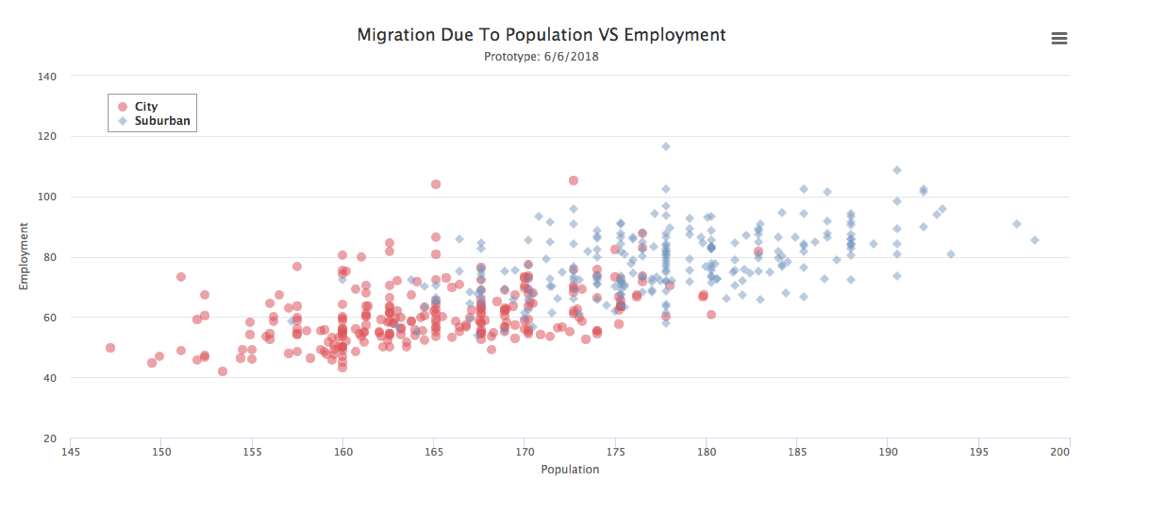 Migration Due To Population VS Employment
Prototype: 6/6/2018
City
Suburban
Employment
140
120
100
80
60
40
20
145 150 155 160 165 170 175 180 185 190 195 200
Population